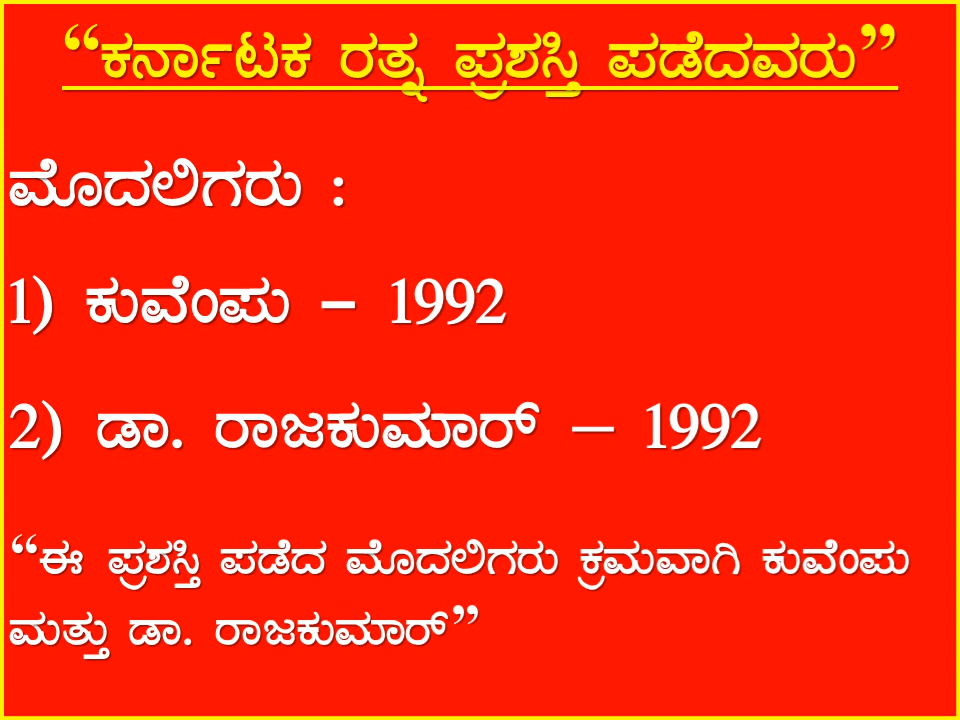 “ಕರ್ನಾಟಕ ರತ್ನ ಪ್ರಶಸ್ತಿ ಪಡೆದವರು”
ಮೊದಲಿಗರು :
1) ಕುವೆಂಪು – 1992
2) ಡಾ. ರಾಜಕುಮಾರ್ – 1992
“ಈ ಪ್ರಶಸ್ತಿ ಪಡೆದ ಮೊದಲಿಗರು ಕ್ರಮವಾಗಿ ಕುವೆಂಪು
ಮತ್ತು ಡಾ. ರಾಜಕುಮಾರ್”